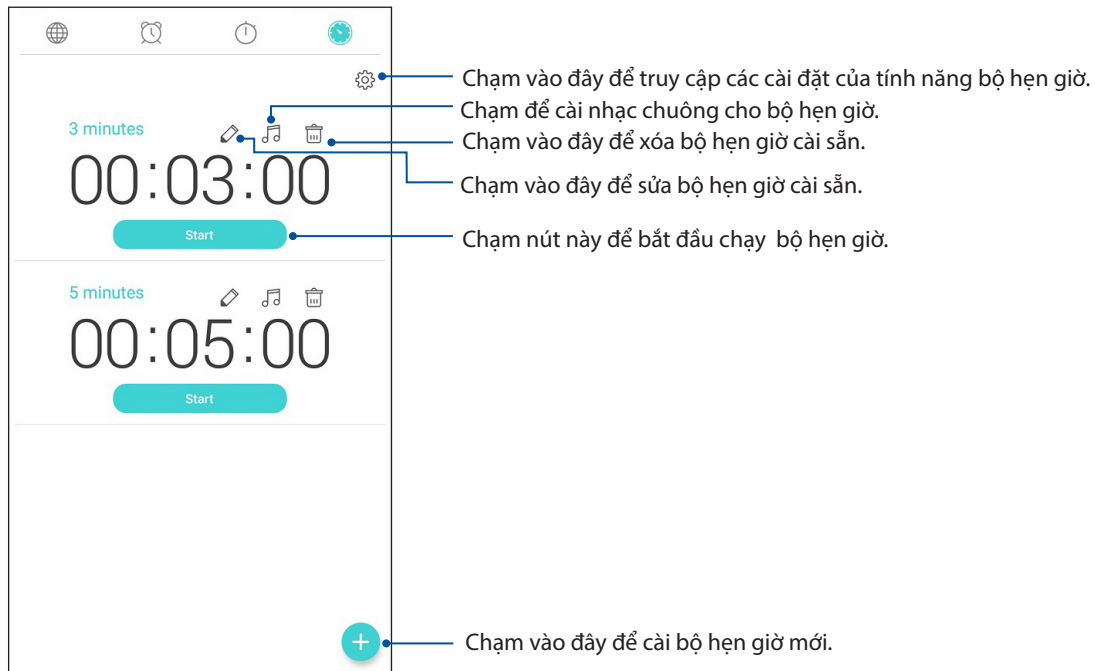 Chạm vào đây để truy cập các cài đặt của tính năng bộ hẹn giờ.
Chạm để cài nhạc chuông cho bộ hẹn giờ.
3 minutes
Chạm vào đây để xóa bộ hẹn giờ cài sẵn.
00:03:00
Chạm vào đây để sửa bộ hẹn giờ cài sẵn.
Start
Chạm nút này để bắt đầu chạy bộ hẹn giờ.
5 minutes
00:05:00
Start
Chạm vào đây để cài bộ hẹn giờ mới.